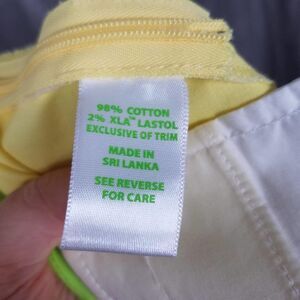 98% COTTON
2% XLA™ LASTOL
EXCLUSIVE OF TRIM
MADE IN
SRI LANKA
SEE REVERSE
FOR CARE